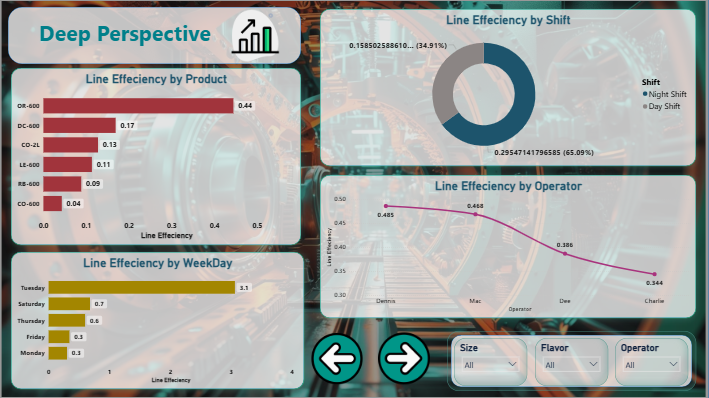 Deep Perspective
Line Effeciency by Product
OR-600
0.44
DC-600
0.17
CO-2L
0.13
LE-600
0.11
RB-600
0.09
CO-600
0.04
0.0 0.1 0.2 0.3 0.4 0.5
Line Effeciency
Line Effeciency by WeekDay
Tuesday
3.1
Saturday
0.7
Thursday
0.6
Friday
0.3
Monday
0.3
0 1 2 3 4
Line Effeciency
Line Effeciency by Shift
0.158502588610... (34.91%)
0.29547141796585 (65.09%)
Shift
Night Shift
Day Shift
Line Effeciency by Operator
Line Effeciency
0.50
0.45
0.40
0.35
0.30
0.485
0.468
0.386
0.344
Dennis Mac Dee Charlie
Operator
Size
All
Flavor
All
Operator
All